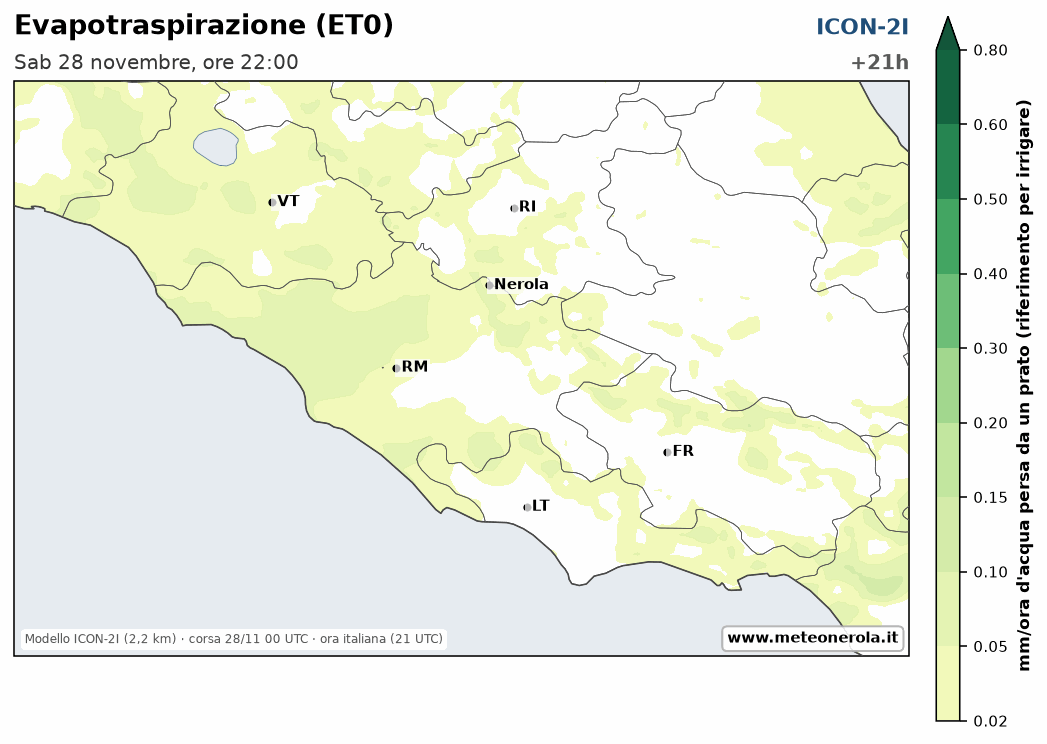 Evapotraspirazione (ET0)
ICON-2I
Sab 28 novembre, ore 22:00
+21h
VT
RI
Nerola
RM
FR
LT
Modello ICON-2I (2,2 km) · corsa 28/11 00 UTC · ora italiana (21 UTC)
www.meteonerola.it
0.80
0.60
0.50
0.40
0.30
0.20
0.15
0.10
0.05
0.02
mm/ora d'acqua persa da un prato (riferimento per irrigare)